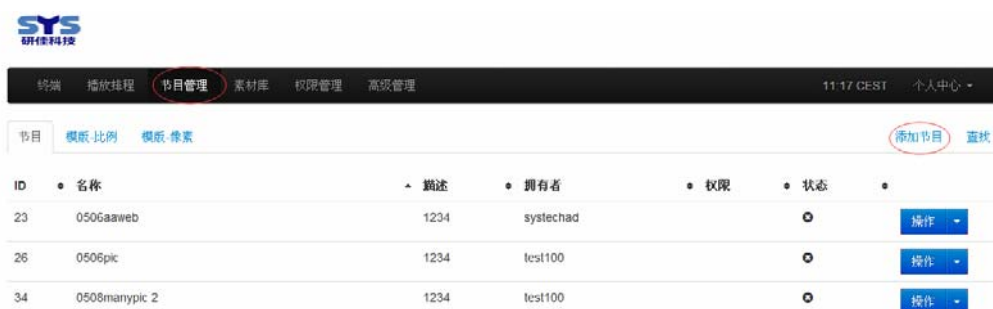 SYS
研佳科技
终端 播放排程 节目管理 素材库 权限管理 高级管理 11:17 CEST 个人中心
节目 模版-比例 模版-像素 添加节目 查找
ID 名称 描述 拥有者 权限 状态
23 0506aaweb 1234 systechad 操作
26 0506pic 1234 test100 操作
34 0508manypic 2 1234 test100 操作